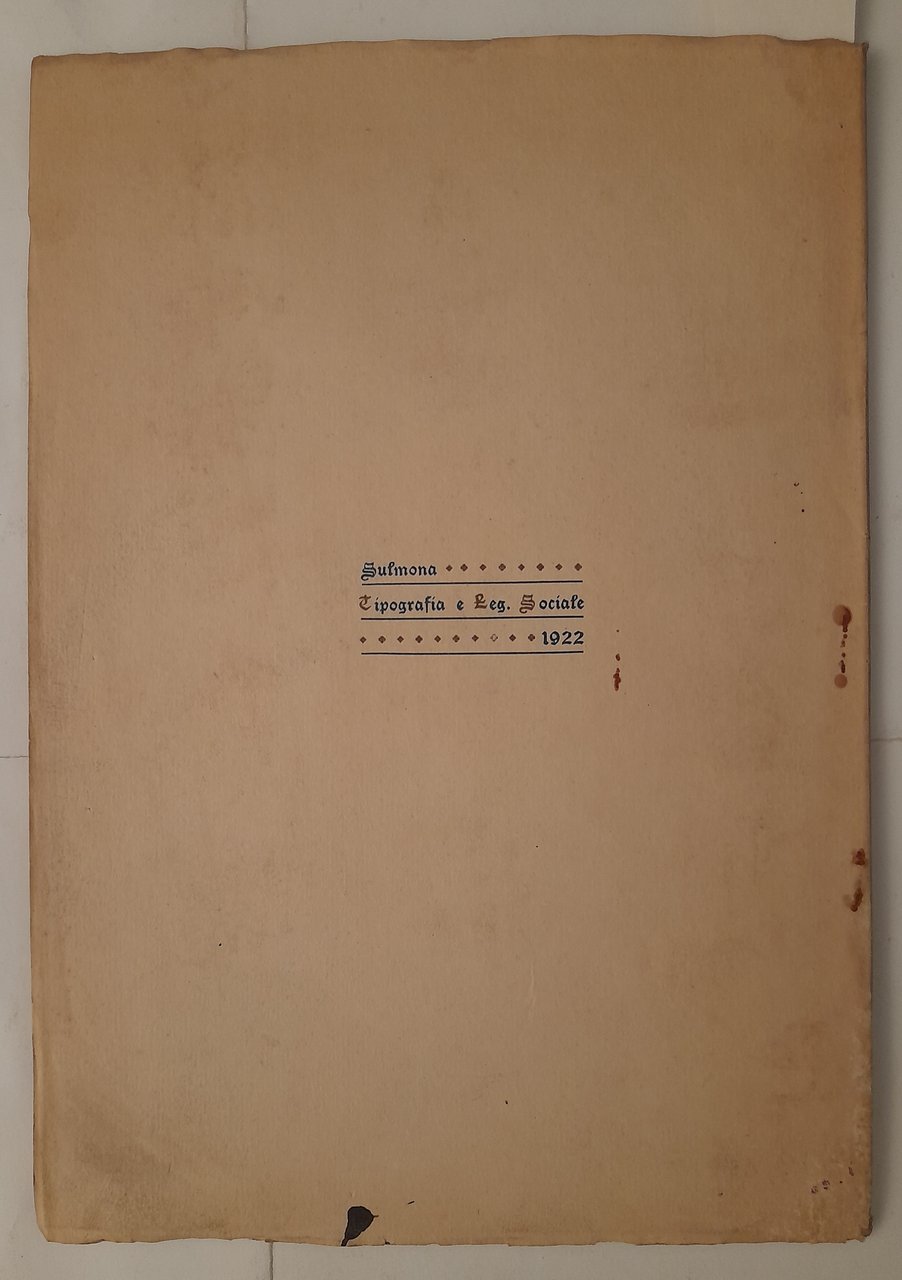 Sulmona
Tipografia e Leg. Sociale
1922